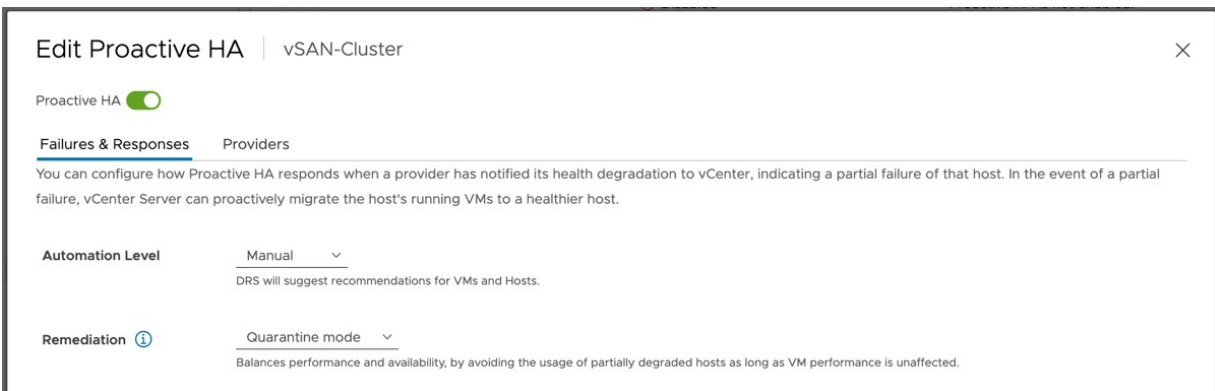 Edit Proactive HA vSAN-Cluster
Proactive HA
Failures & Responses Providers
You can configure how Proactive HA responds when a provider has notified its health degradation to vCenter, indicating a partial failure of that host. In the event of a partial
failure, vCenter Server can proactively migrate the host's running VMs to a healthier host.
Automation Level Manual
DRS will suggest recommendations for VMs and Hosts.
Remediation Quarantine mode
Balances performance and availability, by avoiding the usage of partially degraded hosts as long as VM performance is unaffected.